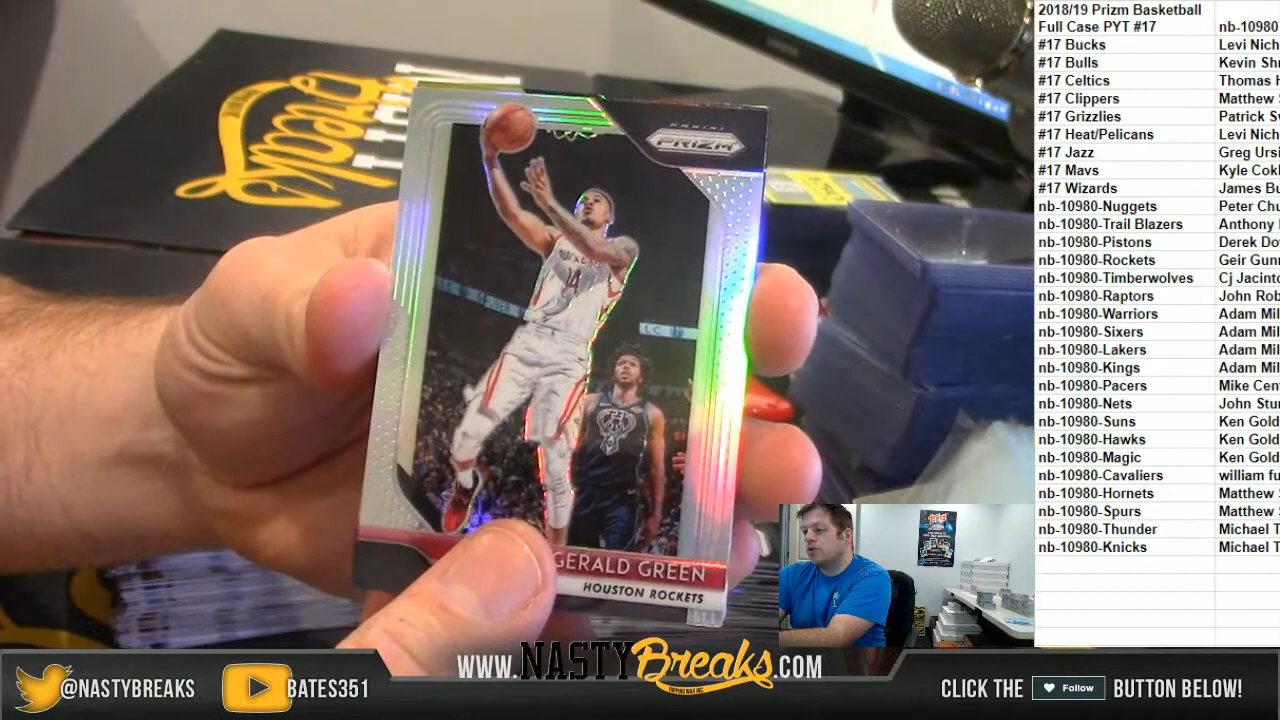 2018/19 Prizm Basketball
Full Case PYT #17 nb-10980
#17 Bucks Levi Nich
#17 Bulls Kevin Shr
#17 Celtics Thomas
#17 Clippers Matthew
#17 Grizzlies Patrick Sv
#17 Heat/Pelicans Levi Nich
#17 Jazz Greg Ursi
#17 Mavs Kyle Cokl
#17 Wizards James Bu
nb-10980-Nuggets Peter Chu
nb-10980-Trail Blazers Anthony
nb-10980-Pistons Derek Do
nb-10980-Rockets Geir Gunn
nb-10980-Timberwolves Cj Jacinto
nb-10980-Raptors John Rob
nb-10980-Warriors Adam Mil
nb-10980-Sixers Adam Mil
nb-10980-Lakers Adam Mil
nb-10980-Kings Adam Mil
nb-10980-Pacers Mike Cen
nb-10980-Nets John Stur
nb-10980-Suns Ken Gold
nb-10980-Hawks Ken Gold
nb-10980-Magic Ken Gold
nb-10980-Cavaliers william fu
nb-10980-Hornets Matthew
nb-10980-Spurs Matthew
nb-10980-Thunder Michael T
nb-10980-Knicks Michael T
PANINI
PRIZM
14
GERALD GREEN
HOUSTON ROCKETS
@NASTYBREAKS
BATES351
WWW.NASTYBreaks.COM
RIPPING WAX INC
CLICK THE Follow BUTTON BELOW!